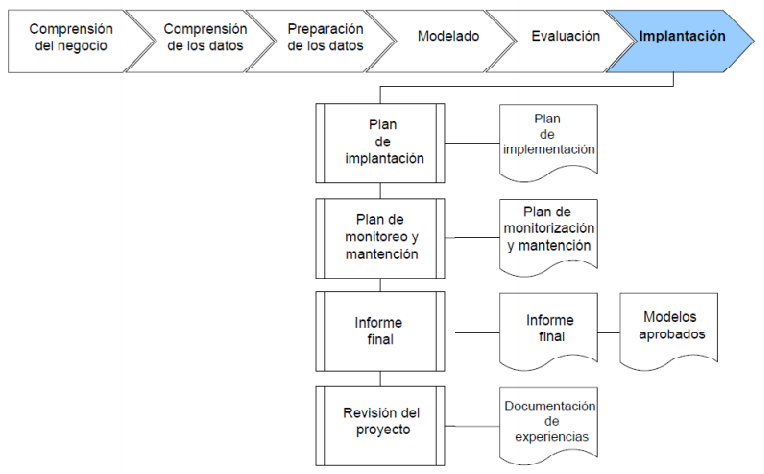 Comprensión
del negocio
Comprensión
de los datos
Preparación
de los datos
Modelado
Evaluación
Implantación
Plan
de
implantación
Plan
de
implementación
Plan de
monitoreo y
mantención
Plan de
monitorización
y mantención
Informe
final
Informe
final
Modelos
aprobados
Revisión del
proyecto
Documentación
de
experiencias